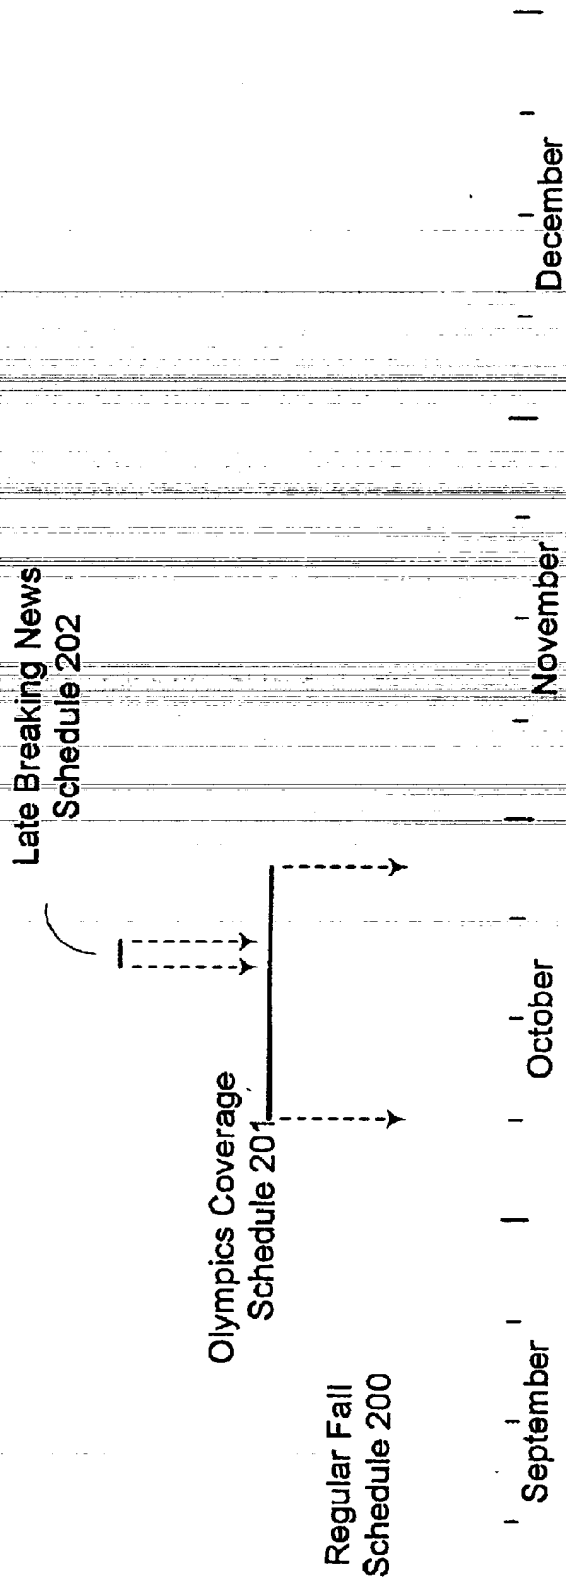 Late Breaking News
Schedule 202
Olympics Coverage
Schedule 201
Regular Fall
Schedule 200
September
October
November
December